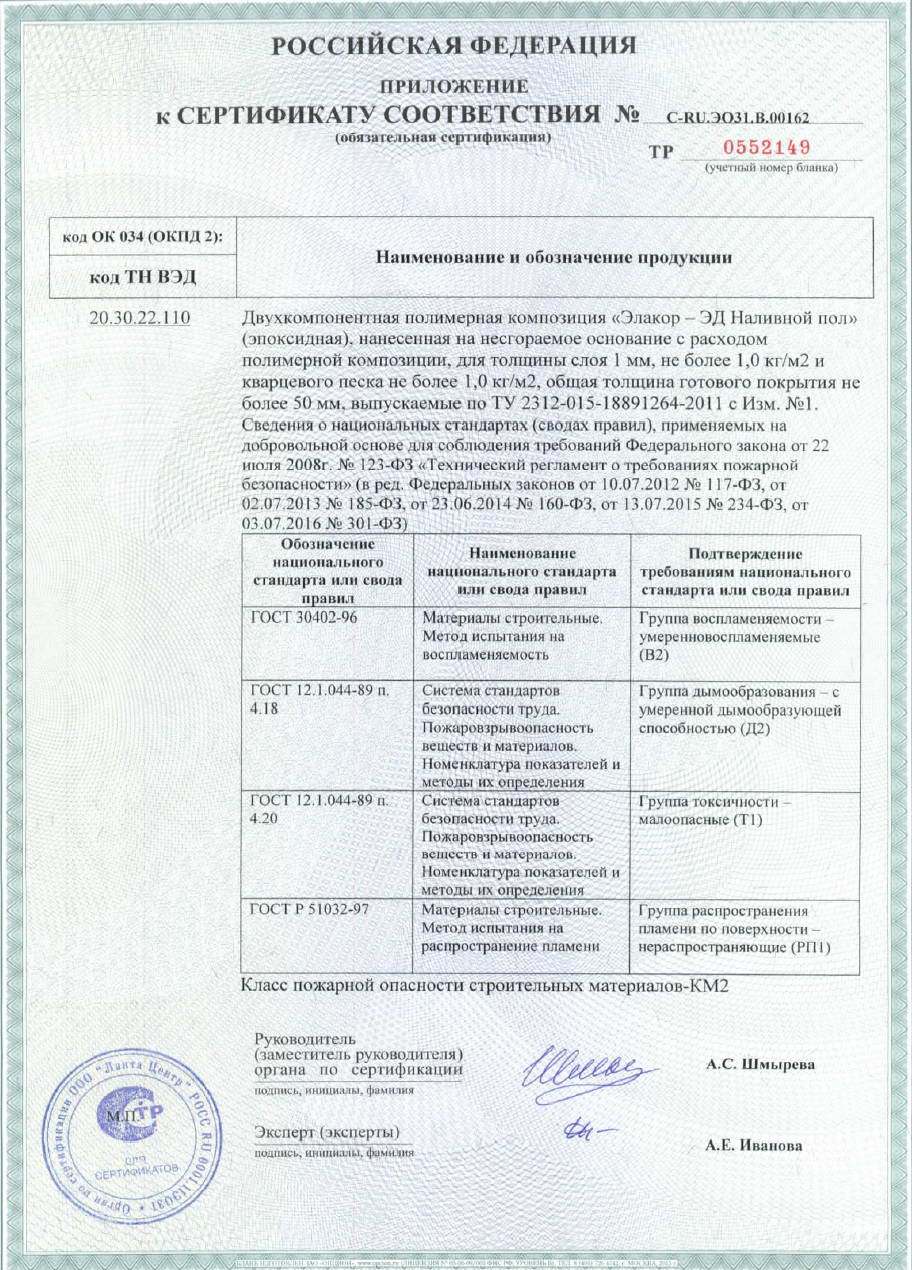 РОССИЙСКАЯ ФЕДЕРАЦИЯ
ПРИЛОЖЕНИЕ
к СЕРТИФИКАТУ СООТВЕТСТВИЯ № C-RU.ЭО31.В.00162
(обязательная сертификация)
ТР 0552149
(учетный номер бланка)
код ОК 034 (ОКПД 2):
код ТН ВЭД
Наименование и обозначение продукции
20.30.22.110
Двухкомпонентная полимерная композиция «Элакор – ЭД Наливной пол»
(эпоксидная), нанесенная на несгораемое основание с расходом
полимерной композиции, для толщины слоя 1 мм, не более 1,0 кг/м2 и
кварцевого песка не более 1,0 кг/м2, общая толщина готового покрытия не
более 50 мм, выпускаемые по ТУ 2312-015-18891264-2011 с Изм. №1.
Сведения о национальных стандартах (сводах правил), применяемых на
добровольной основе для соблюдения требований Федерального закона от 22
июля 2008г. № 123-ФЗ «Технический регламент о требованиях пожарной
безопасности» (в ред. Федеральных законов от 10.07.2012 № 117-ФЗ, от
02.07.2013 № 185-ФЗ, от 23.06.2014 № 160-ФЗ, от 13.07.2015 № 234-ФЗ, от
03.07.2016 № 301-ФЗ)
Обозначение
национального
стандарта или свода
правил
Наименование
национального стандарта
или свода правил
Подтверждение
требованиям национального
стандарта или свода правил
ГОСТ 30402-96
Материалы строительные.
Метод испытания на
воспламеняемость
Группа воспламеняемости –
умеренновоспламеняемые
(В2)
ГОСТ 12.1.044-89 п.
4.18
Система стандартов
безопасности труда.
Пожаровзрывоопасность
веществ и материалов.
Номенклатура показателей и
методы их определения
Группа дымообразования – с
умеренной дымообразующей
способностью (Д2)
ГОСТ 12.1.044-89 п.
4.20
Система стандартов
безопасности труда.
Пожаровзрывоопасность
веществ и материалов.
Номенклатура показателей и
методы их определения
Группа токсичности –
малоопасные (Т1)
ГОСТ Р 51032-97
Материалы строительные.
Метод испытания на
распространение пламени
Группа распространения
пламени по поверхности –
нераспространяющие (РП1)
Класс пожарной опасности строительных материалов-КМ2
Руководитель
(заместитель руководителя)
органа по сертификации
подпись, инициалы, фамилия
А.С. Шмырева
Эксперт (эксперты)
подпись, инициалы, фамилия
А.Е. Иванова
Орган по сертификации ООО "Ланта Центр"
М.П.
ДЛЯ
СЕРТИФИКАТОВ